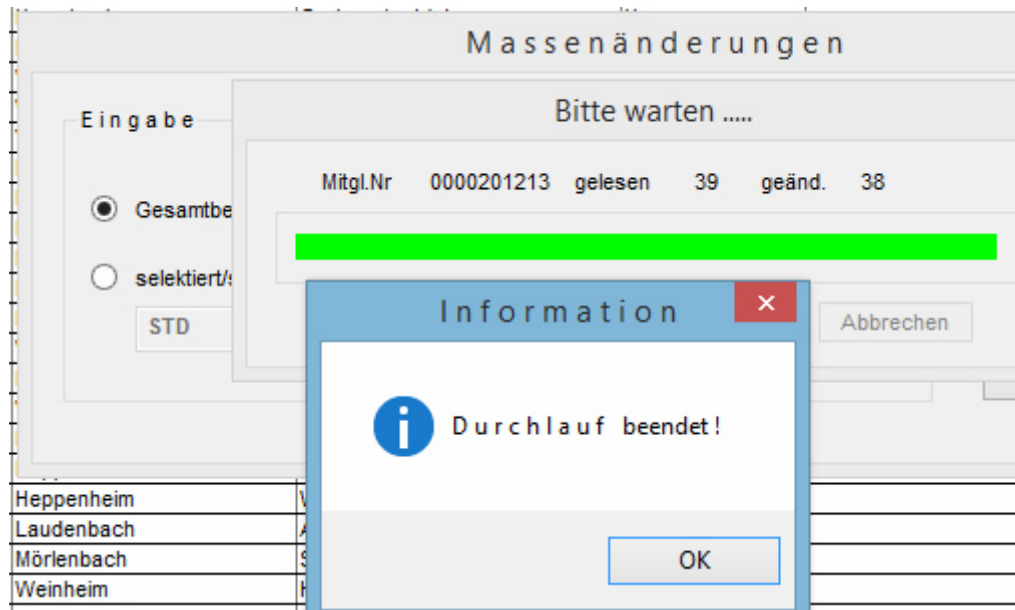 Massenänderungen
Bitte warten .....
Eingabe
Mitgl.Nr 0000201213 gelesen 39 geänd. 38
Gesamtbe
selektiert/
STD
Information
Abbrechen
Durchlauf beendet!
OK
Heppenheim
Laudenbach
Mörlenbach
Weinheim